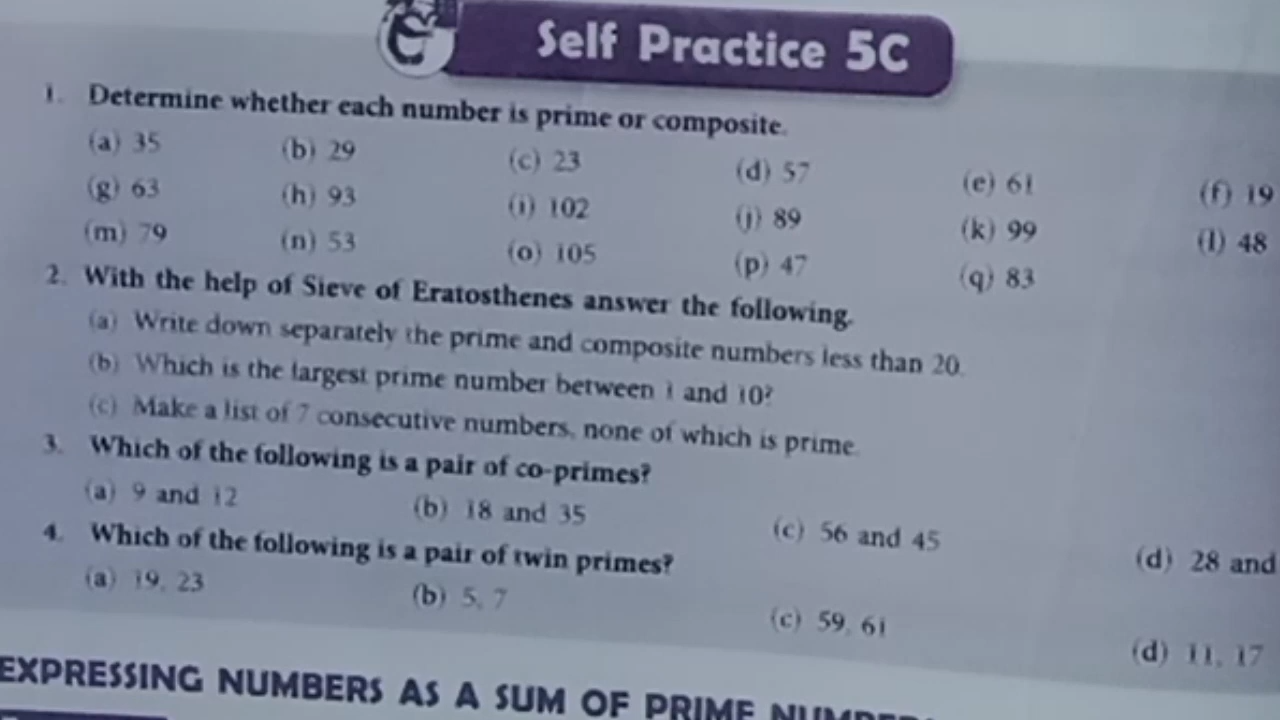 Self Practice 5C
1. Determine whether each number is prime or composite.
(a) 35 (b) 29 (c) 23 (d) 57 (e) 61 (f) 19
(g) 63 (h) 93 (i) 102 (j) 89 (k) 99 (l) 48
(m) 79 (n) 53 (o) 105 (p) 47 (q) 83
2. With the help of Sieve of Eratosthenes answer the following.
(a) Write down separately the prime and composite numbers less than 20.
(b) Which is the largest prime number between 1 and 10?
(c) Make a list of 7 consecutive numbers, none of which is prime.
3. Which of the following is a pair of co-primes?
(a) 9 and 12 (b) 18 and 35 (c) 56 and 45 (d) 28 and
4. Which of the following is a pair of twin primes?
(a) 19, 23 (b) 5, 7 (c) 59, 61 (d) 11, 17
EXPRESSING NUMBERS AS A SUM OF PRIME NUMBERS